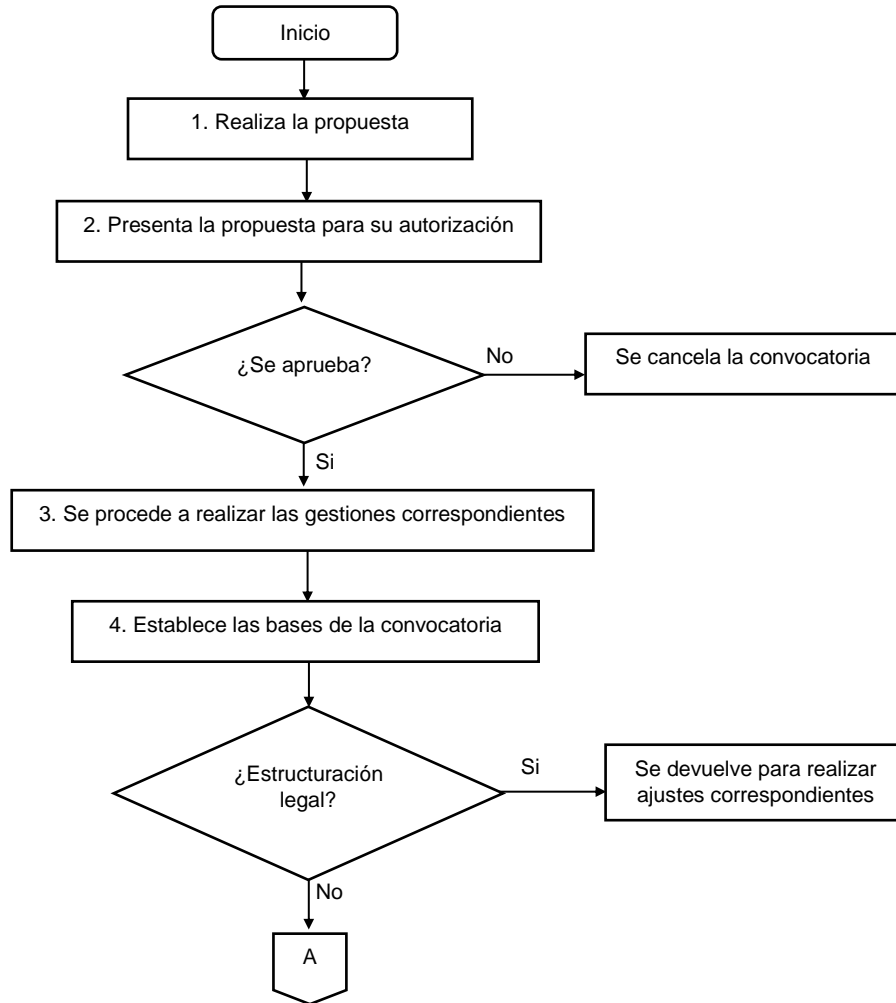 Inicio
1. Realiza la propuesta
2. Presenta la propuesta para su autorización
¿Se aprueba?
No
Se cancela la convocatoria
Si
3. Se procede a realizar las gestiones correspondientes
4. Establece las bases de la convocatoria
¿Estructuración
legal?
Si
Se devuelve para realizar
ajustes correspondientes
No
A